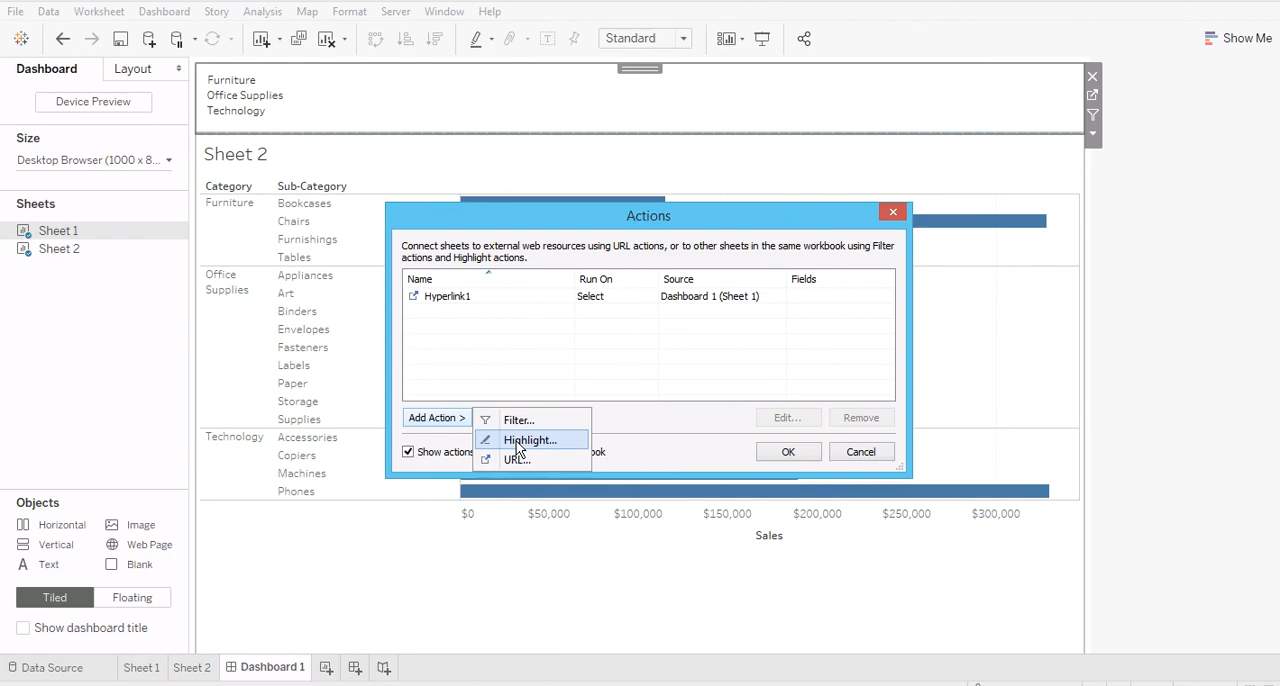 File Data Worksheet Dashboard Story Analysis Map Format Server Window Help
Standard
Show Me
Dashboard Layout
Device Preview
Size
Desktop Browser (1000 x 8...
Sheets
Sheet 1
Sheet 2
Furniture
Office Supplies
Technology
Sheet 2
Category Sub-Category
Furniture Bookcases
Chairs
Furnishings
Tables
Office Supplies Appliances
Art
Binders
Envelopes
Fasteners
Labels
Paper
Storage
Supplies
Technology Accessories
Copiers
Machines
Phones
$0 $50,000 $100,000 $150,000 $200,000 $250,000 $300,000
Sales
Actions
Connect sheets to external web resources using URL actions, or to other sheets in the same workbook using Filter
actions and Highlight actions.
Name Run On Source Fields
Hyperlink1 Select Dashboard 1 (Sheet 1)
Add Action > Edit... Remove
Filter...
Highlight...
URL...
Show actions
OK Cancel
Objects
Horizontal Image
Vertical Web Page
A Text Blank
Tiled Floating
Show dashboard title
Data Source Sheet 1 Sheet 2 Dashboard 1